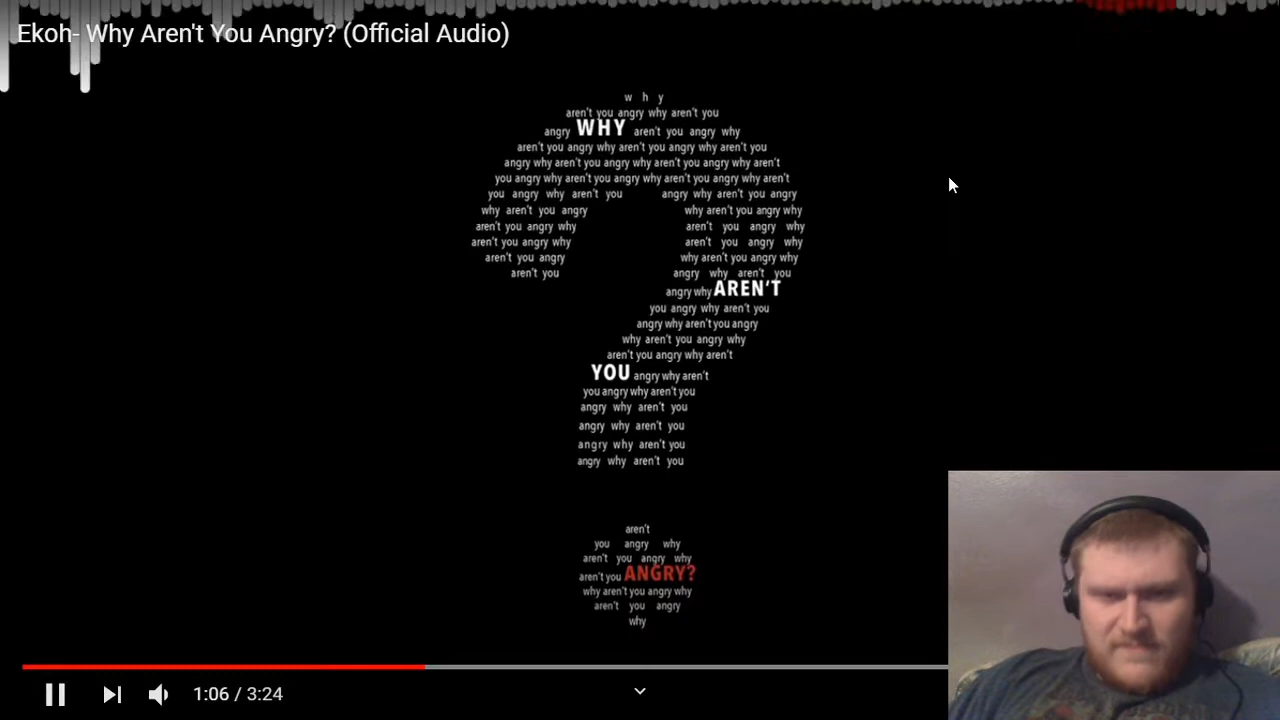 Ekoh- Why Aren't You Angry? (Official Audio)
w h y
aren't you angry why aren't you
angry WHY aren't you angry why
aren't you angry why aren't you angry why aren't you
angry why aren't you angry why aren't you angry why aren't
you angry why aren't you angry why aren't you angry why aren't
you angry why aren't you angry why aren't you angry
why aren't you angry why aren't you angry why
aren't you angry why aren't you angry why
aren't you angry why aren't you angry why
aren't you angry why aren't you angry why
aren't you angry why aren't you
angry why AREN'T
you angry why aren't you
angry why aren't you angry
why aren't you angry why
aren't you angry why aren't
YOU angry why aren't
you angry why aren't you
angry why aren't you
angry why aren't you
angry why aren't you
angry why aren't you
aren't
you angry why
aren't you angry why
aren't you ANGRY?
why aren't you angry why
aren't you angry
why
1:06 / 3:24